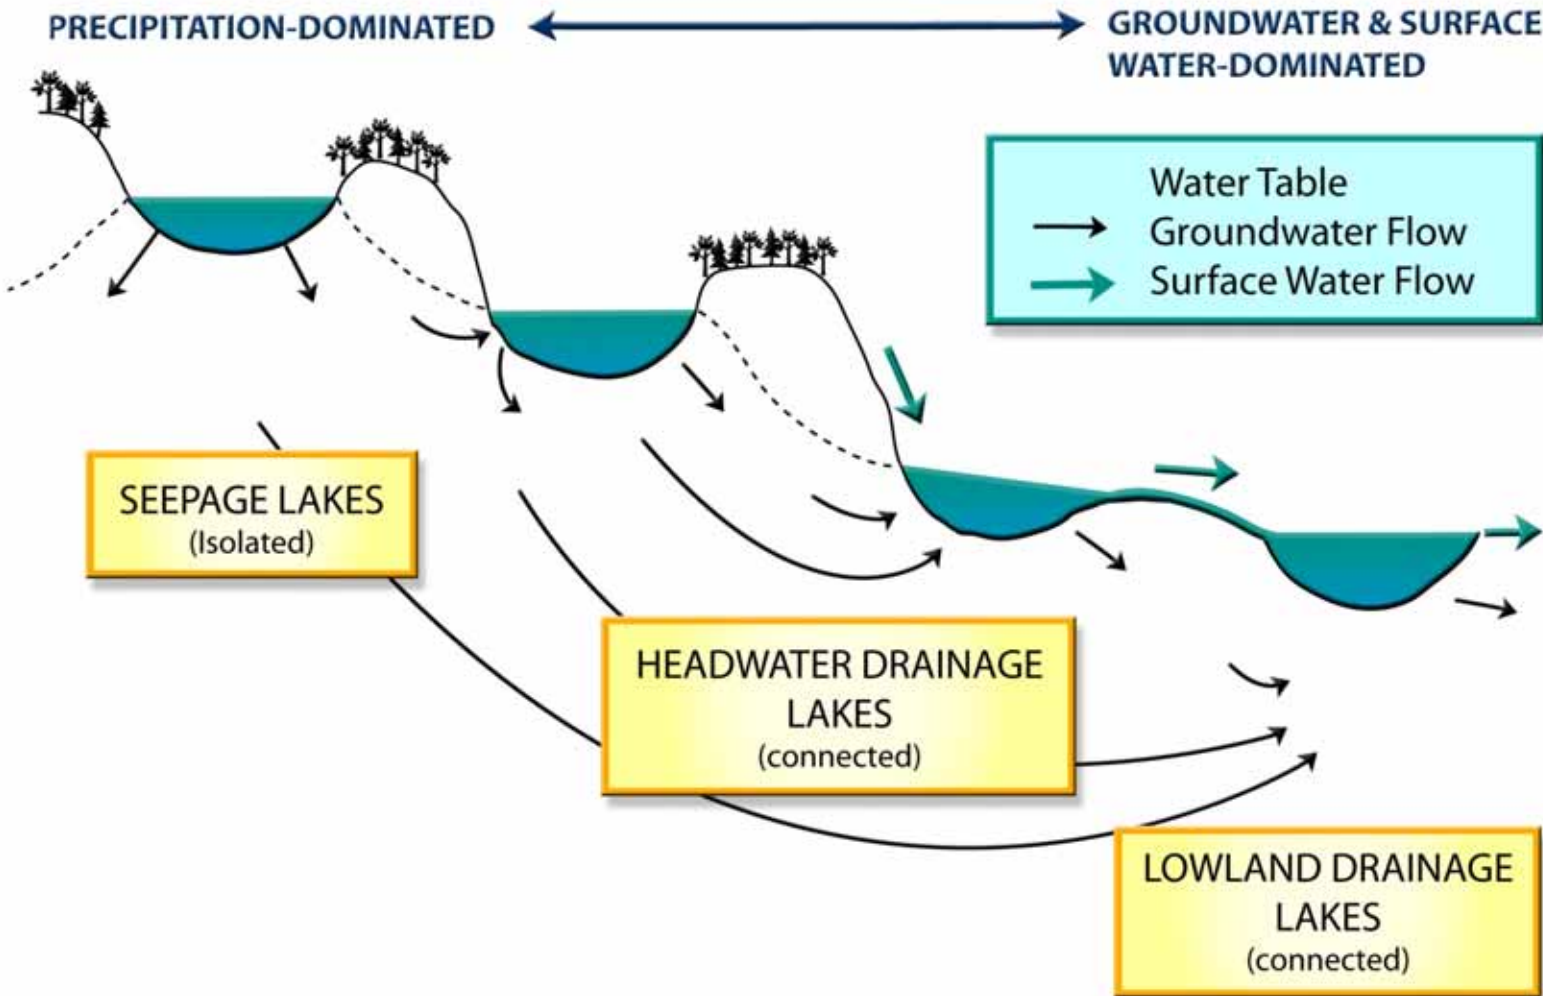 PRECIPITATION-DOMINATED
GROUNDWATER & SURFACE
WATER-DOMINATED
Water Table
Groundwater Flow
Surface Water Flow
SEEPAGE LAKES
(Isolated)
HEADWATER DRAINAGE
LAKES
(connected)
LOWLAND DRAINAGE
LAKES
(connected)